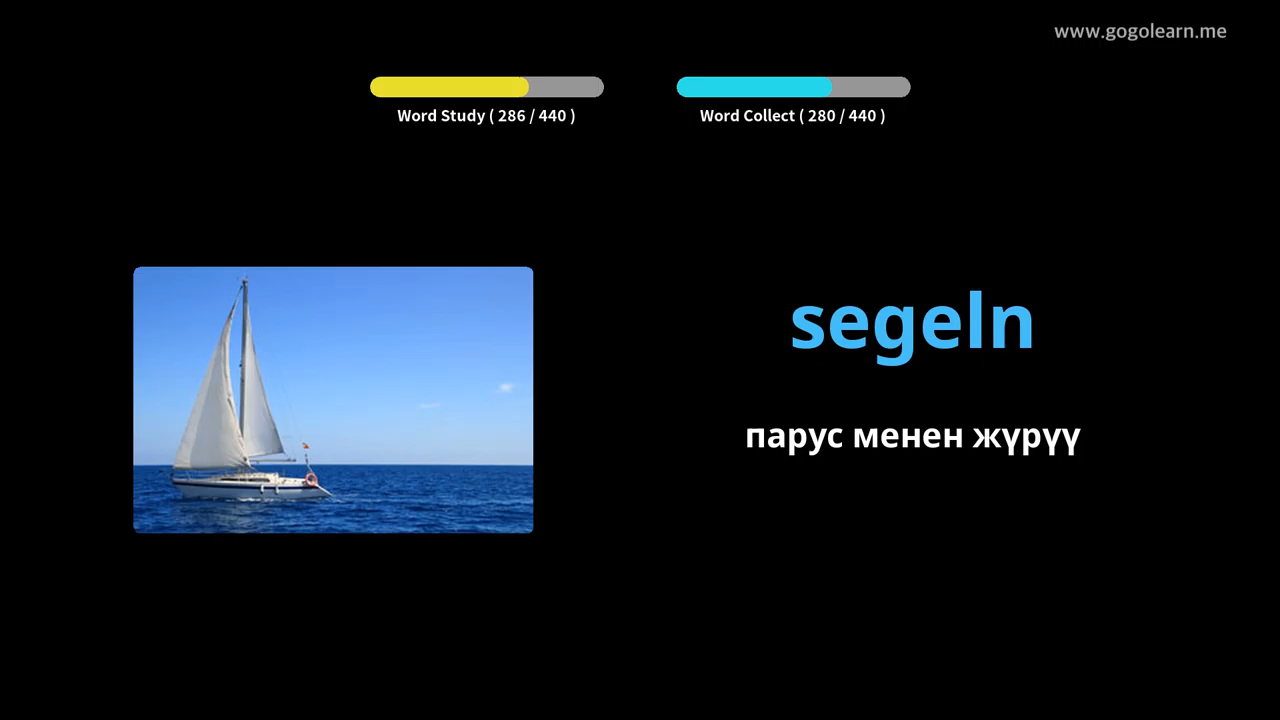 www.gogolearn.me
Word Study ( 286 / 440 )
Word Collect ( 280 / 440 )
segeln
парус менен жүрүү